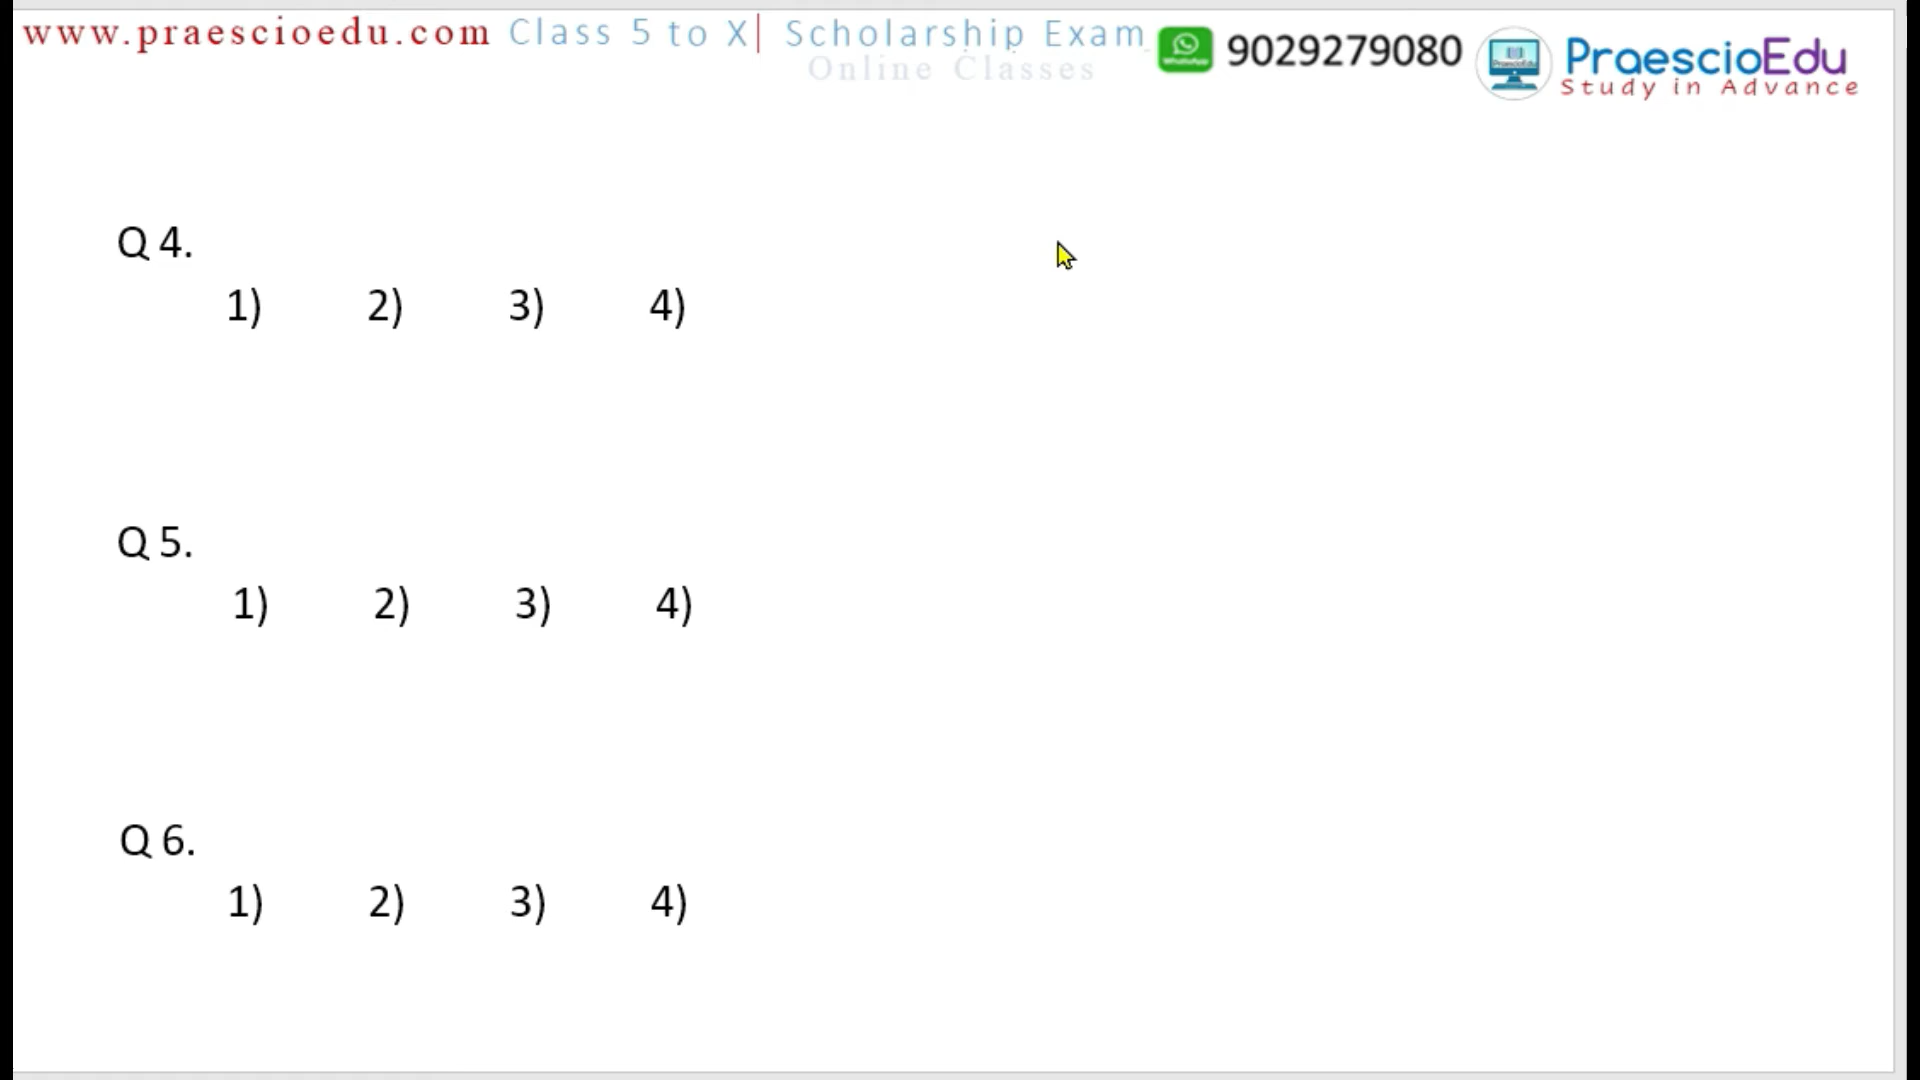 www.praescioedu.com Class 5 to X| Scholarship Exam 9029279080 PraescioEdu
Online Classes Study in Advance
Q 4.
1) 2) 3) 4)
Q 5.
1) 2) 3) 4)
Q 6.
1) 2) 3) 4)